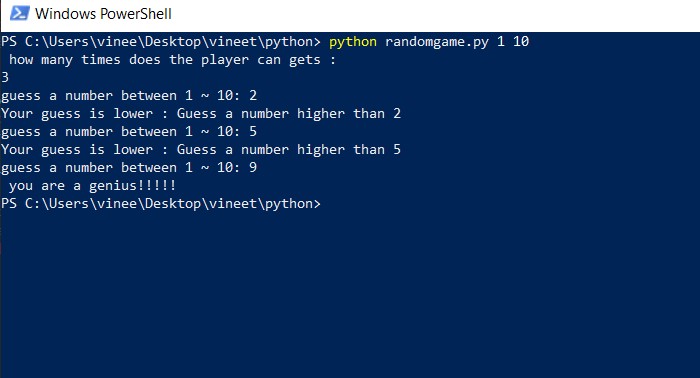 Windows PowerShell
PS C:\Users\vinee\Desktop\vineet\python> python randomgame.py 1 10
 how many times does the player can gets :
3
guess a number between 1 ~ 10: 2
Your guess is lower : Guess a number higher than 2
guess a number between 1 ~ 10: 5
Your guess is lower : Guess a number higher than 5
guess a number between 1 ~ 10: 9
 you are a genius!!!!!
PS C:\Users\vinee\Desktop\vineet\python>